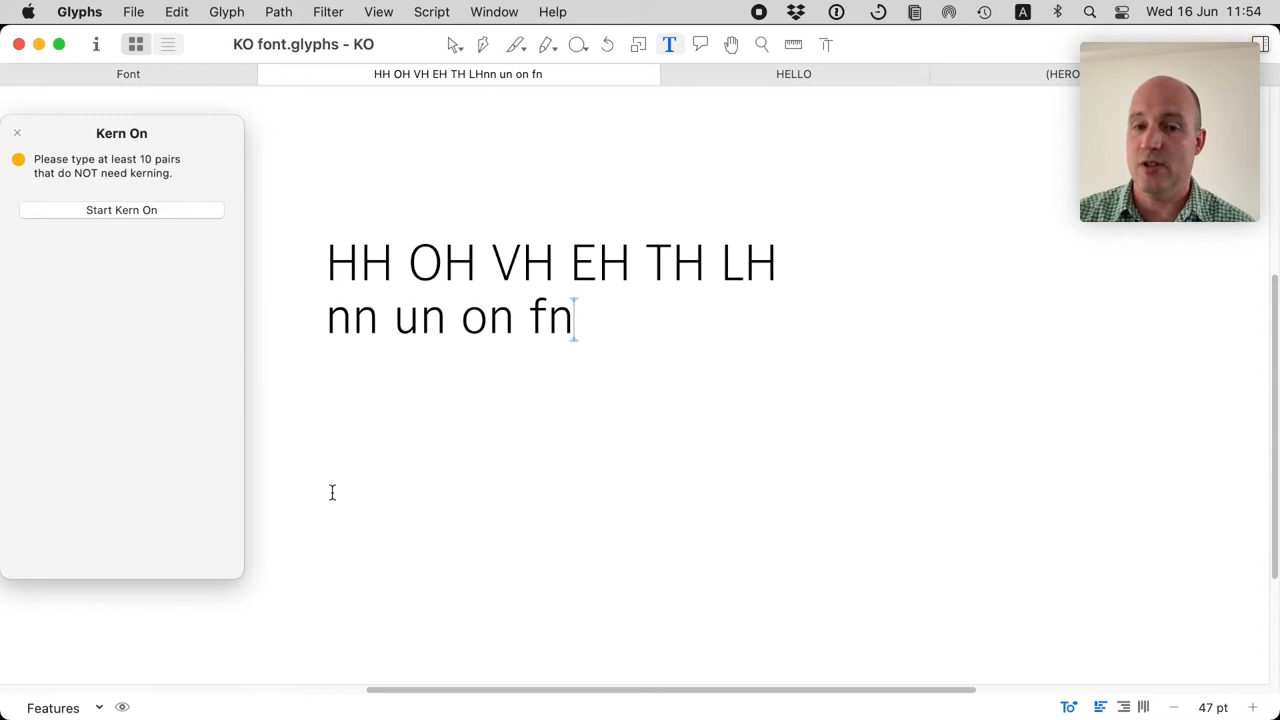 Glyphs File Edit Glyph Path Filter View Script Window Help A Wed 16 Jun 11:54
KO font.glyphs - KO T
Font HH OH VH EH TH LHnn un on fn HELLO (HERO
Kern On
Please type at least 10 pairs
that do NOT need kerning.
Start Kern On
HH OH VH EH TH LH
nn un on fn
Features 47 pt